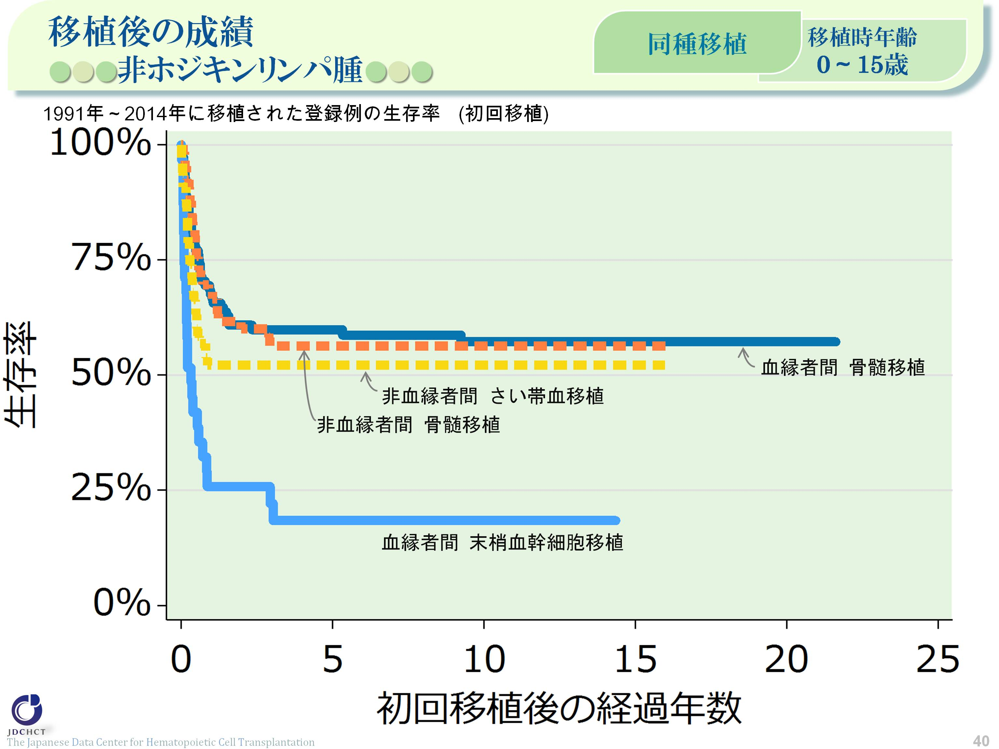 移植後の成績
非ホジキンリンパ腫
同種移植
移植時年齢
0～15歳
1991年～2014年に移植された登録例の生存率　(初回移植)
100%
75%
50%
25%
0%
生存率
血縁者間 骨髄移植
非血縁者間 さい帯血移植
非血縁者間 骨髄移植
血縁者間 末梢血幹細胞移植
0 5 10 15 20 25
初回移植後の経過年数
JDCHCT
The Japanese Data Center for Hematopoietic Cell Transplantation
40